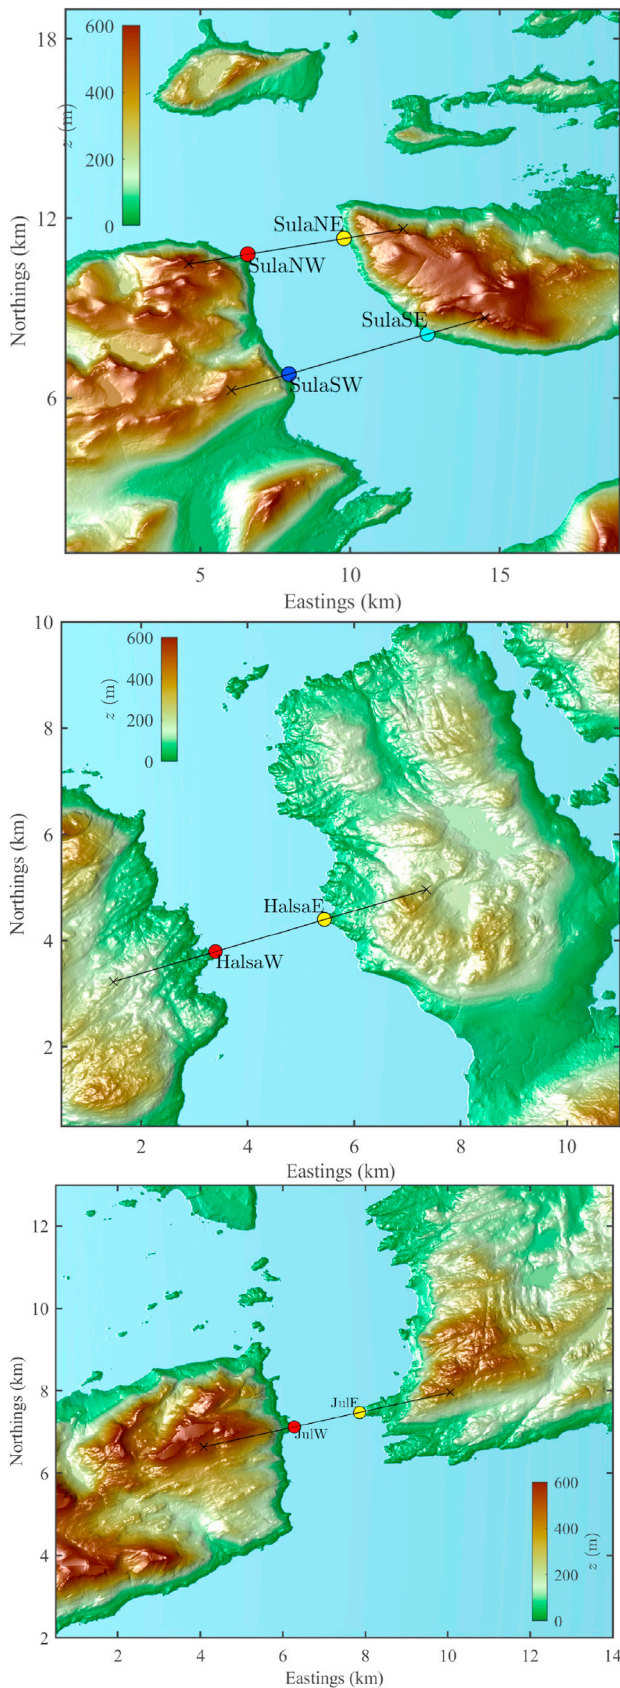 18
600
400
200
0
z (m)
12
6
Northings (km)
SulaNE
SulaNW
SulaSE
SulaSW
5
10
15
Eastings (km)
10
600
400
200
0
z (m)
8
6
4
2
Northings (km)
HalsaE
HalsaW
2
4
6
8
10
Eastings (km)
12
10
8
6
4
2
Northings (km)
JulE
JulW
600
400
200
0
z (m)
2
4
6
8
10
12
14
Eastings (km)